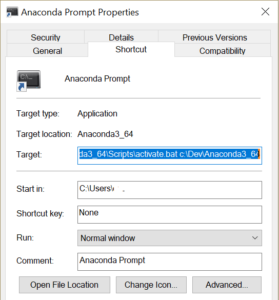 Anaconda Prompt Properties
Security Details Previous Versions
General Shortcut Compatibility
Anaconda Prompt
Target type: Application
Target location: Anaconda3_64
Target: da3_64\Scripts\activate bat c:\Dev\Anaconda3_64
Start in: C:\Users\
Shortcut key: None
Run: Normal window
Comment: Anaconda Prompt
Open File Location Change Icon... Advanced...